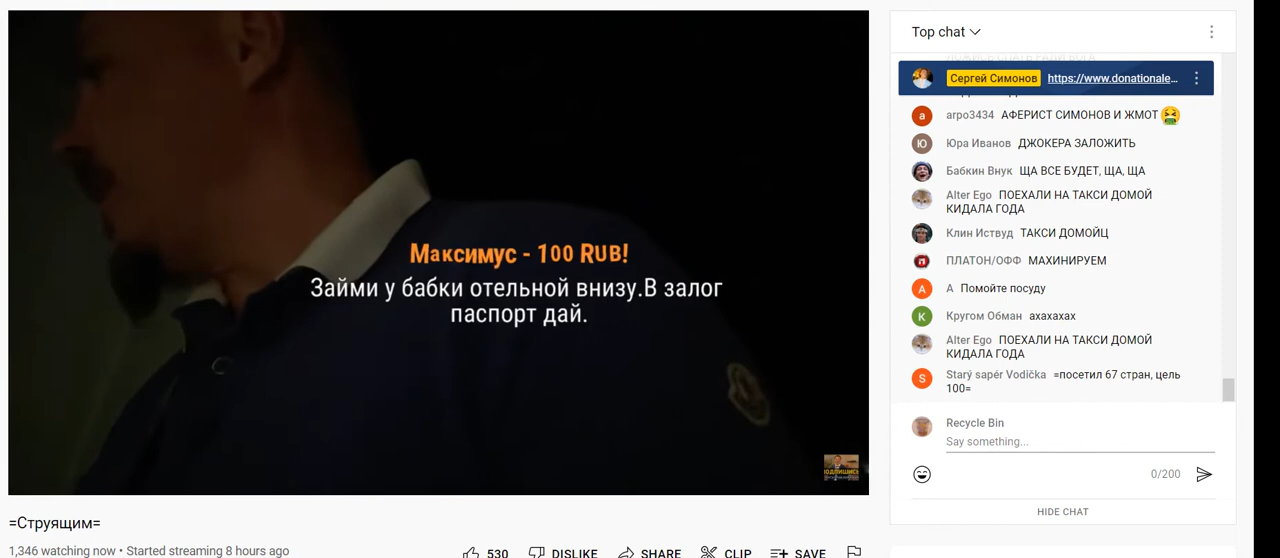 Top chat
Сергей Симонов https://www.donationale...
arpo3434 АФЕРИСТ СИМОНОВ И ЖМОТ
Юра Иванов ДЖОКЕРА ЗАЛОЖИТЬ
Бабкин Внук ЩА ВСЕ БУДЕТ, ЩА, ЩА
Alter Ego ПОЕХАЛИ НА ТАКСИ ДОМОЙ
КИДАЛА ГОДА
Клин Иствуд ТАКСИ ДОМОЙЦ
ПЛАТОН/ОФФ МАХИНИРУЕМ
А Помойте посуду
Кругом Обман ахахахах
Alter Ego ПОЕХАЛИ НА ТАКСИ ДОМОЙ
КИДАЛА ГОДА
Starý sapér Vodička =посетил 67 стран, цель
100=
Recycle Bin
Say something...
0/200
HIDE CHAT
Максимус - 100 RUB!
Займи у бабки отельной внизу.В залог
паспорт дай.
=Струящим=
1,346 watching now • Started streaming 8 hours ago
530 DISLIKE SHARE CLIP SAVE